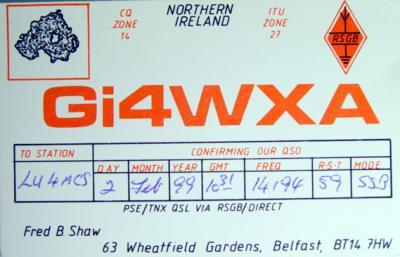 CQ ZONE 14
NORTHERN IRELAND
ITU ZONE 27
RSGB
Gi4WXA
TO STATION CONFIRMING OUR QSO
DAY MONTH YEAR GMT FREQ R-S-T MODE
LU4ACS 2 Feb 99 1031 14194 59 SSB
PSE/TNX QSL VIA RSGB/DIRECT
Fred B Shaw
63 Wheatfield Gardens, Belfast, BT14 7HW.